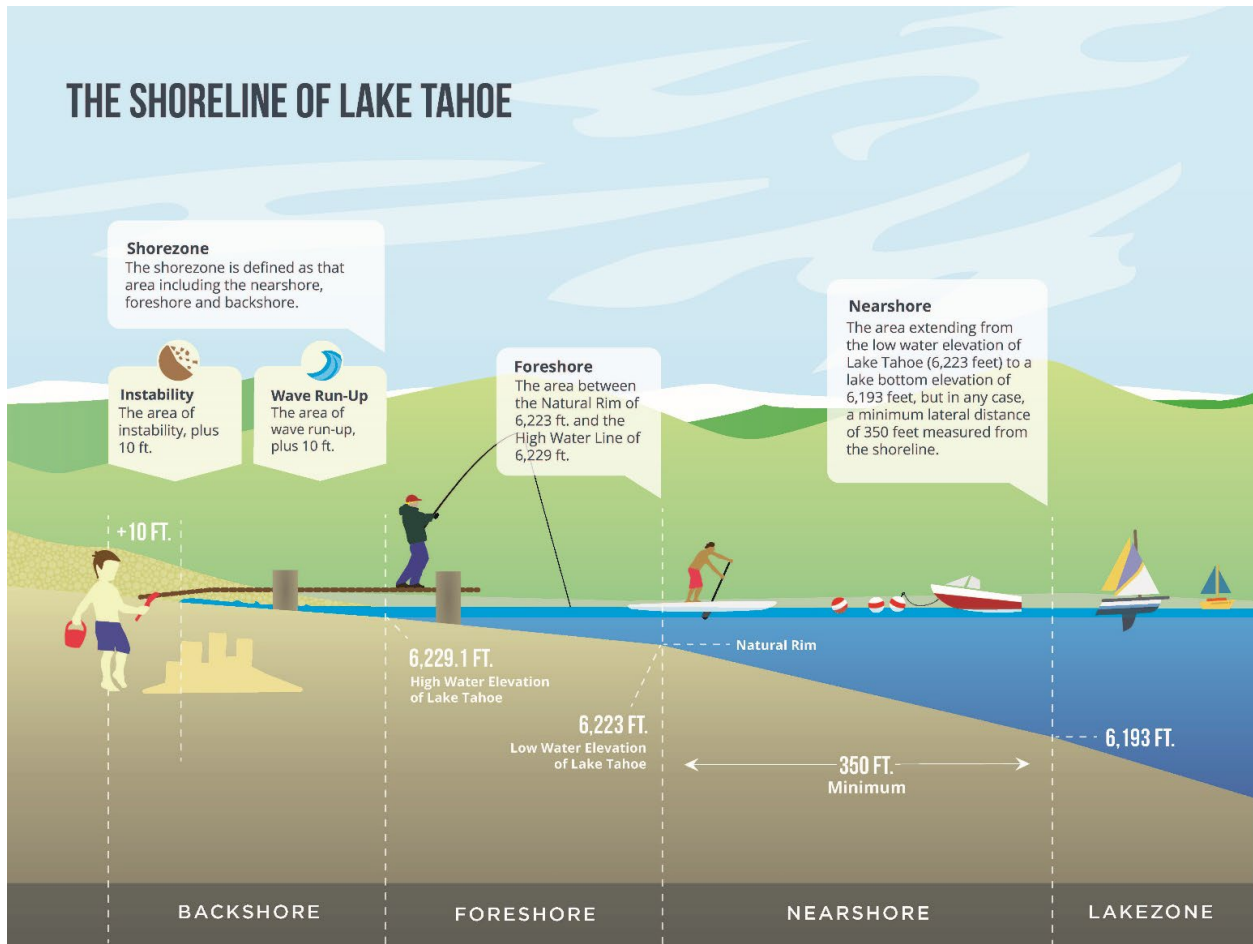 THE SHORELINE OF LAKE TAHOE
Shorezone
The shorezone is defined as that
area including the nearshore,
foreshore and backshore.
Instability
The area of
instability, plus
10 ft.
Wave Run-Up
The area of
wave run-up,
plus 10 ft.
Foreshore
The area between
the Natural Rim of
6,223 ft. and the
High Water Line of
6,229 ft.
Nearshore
The area extending from
the low water elevation of
Lake Tahoe (6,223 feet) to a
lake bottom elevation of
6,193 feet, but in any case,
a minimum lateral distance
of 350 feet measured from
the shoreline.
+10 FT.
6,229.1 FT.
High Water Elevation
of Lake Tahoe
Natural Rim
6,223 FT.
Low Water Elevation
of Lake Tahoe
6,193 FT.
350 FT.
Minimum
BACKSHORE
FORESHORE
NEARSHORE
LAKEZONE